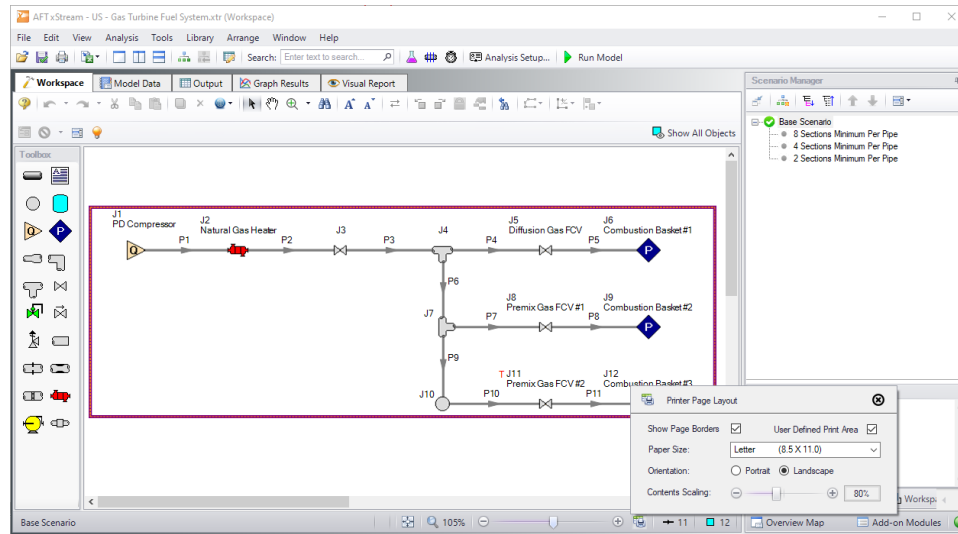 AFT xStream - US - Gas Turbine Fuel System.xtr (Workspace)
File Edit View Analysis Tools Library Arrange Window Help
Search: Enter text to search... Analysis Setup... Run Model
Workspace Model Data Output Graph Results Visual Report
Scenario Manager
Show All Objects
Base Scenario
8 Sections Minimum Per Pipe
4 Sections Minimum Per Pipe
2 Sections Minimum Per Pipe
Toolbox
J1
PD Compressor
J2
Natural Gas Heater
J3
J4
J5
Diffusion Gas FCV
J6
Combustion Basket #1
P1 P2 P3 P4 P5
Q
P
P6
J7
J8
Premix Gas FCV #1
J9
Combustion Basket #2
P7 P8
P
P9
J10
T J11
Premix Gas FCV #2
J12
Combustion Basket #3
P10 P11
Printer Page Layout
Show Page Borders User Defined Print Area
Paper Size: Letter (8.5 X 11.0)
Orientation: Portrait Landscape
Contents Scaling: 80%
Base Scenario 105% 11 12 Overview Map Add-on Modules